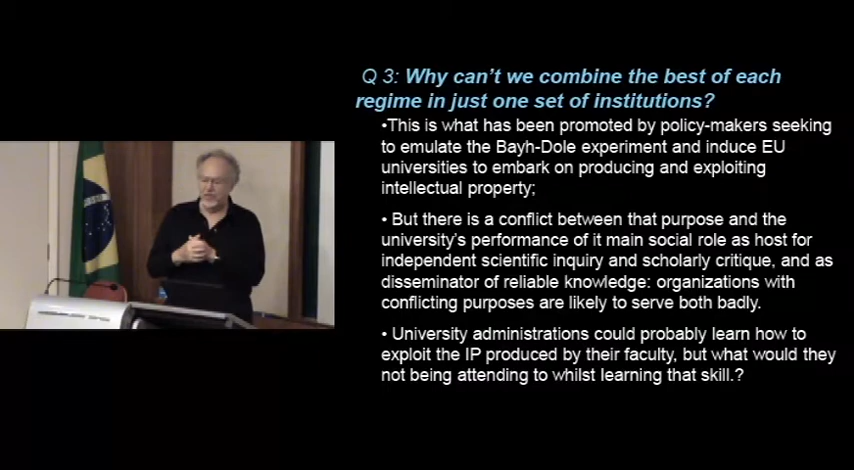 Q 3: Why can't we combine the best of each
regime in just one set of institutions?
•This is what has been promoted by policy-makers seeking
to emulate the Bayh-Dole experiment and induce EU
universities to embark on producing and exploiting
intellectual property;
• But there is a conflict between that purpose and the
university's performance of it main social role as host for
independent scientific inquiry and scholarly critique, and as
disseminator of reliable knowledge: organizations with
conflicting purposes are likely to serve both badly.
• University administrations could probably learn how to
exploit the IP produced by their faculty, but what would they
not being attending to whilst learning that skill.?